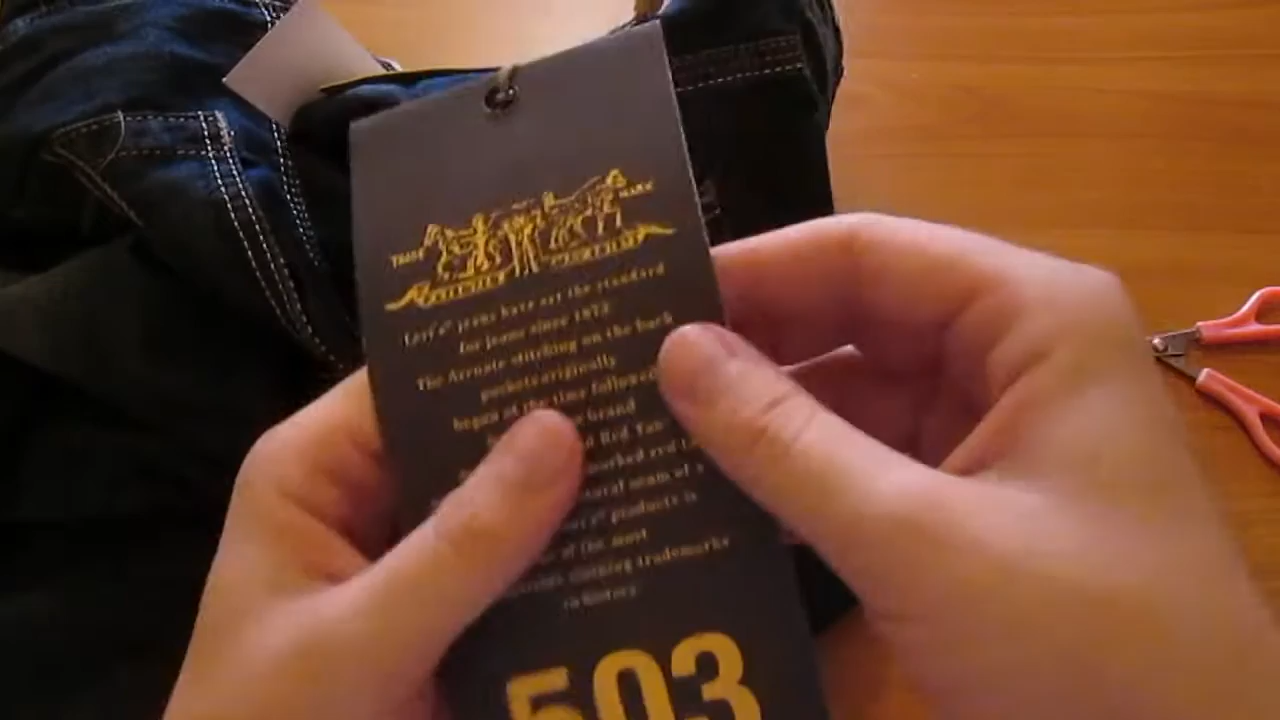 TRADE MARK
Levi's® jeans have set the standard
for jeans since 1873
The Arcuate stitching on the back
pockets originally
began at the time follow
brand
Red Tab
marked red
tural seam of a
products is
of the most
clothing trademarks
in history
503